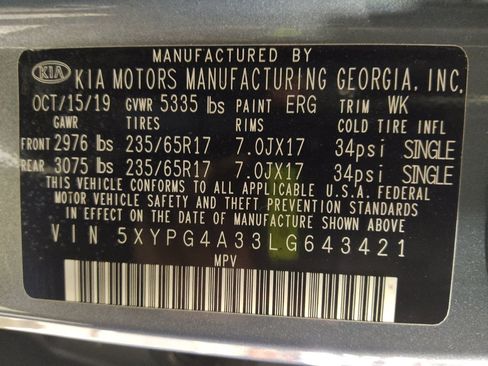 MANUFACTURED BY
KIA KIA MOTORS MANUFACTURING GEORGIA, INC.
OCT/15/19 GVWR 5335 lbs PAINT ERG TRIM WK
GAWR TIRES RIMS COLD TIRE INFL
FRONT 2976 lbs 235/65R17 7.0JX17 34psi SINGLE
REAR 3075 lbs 235/65R17 7.0JX17 34psi SINGLE
THIS VEHICLE CONFORMS TO ALL APPLICABLE U.S.A. FEDERAL
MOTOR VEHICLE SAFETY AND THEFT PREVENTION STANDARDS
IN EFFECT ON THE DATE OF MANUFACTURE SHOWN ABOVE.
VIN 5XYPG4A33LG643421
MPV